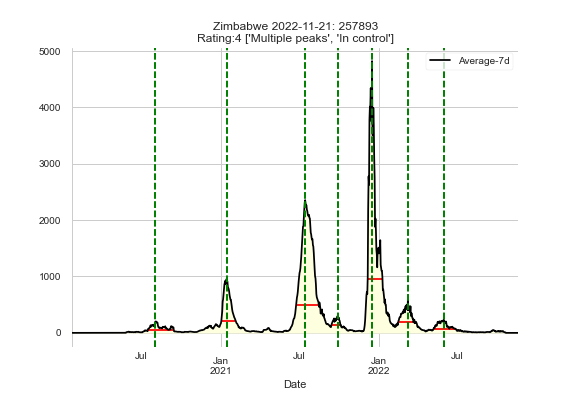 Zimbabwe 2022-11-21: 257893
Rating:4 ['Multiple peaks', 'In control']
Average-7d
5000
4000
3000
2000
1000
0
Jul
Jan
2021
Jul
Jan
2022
Jul
Date